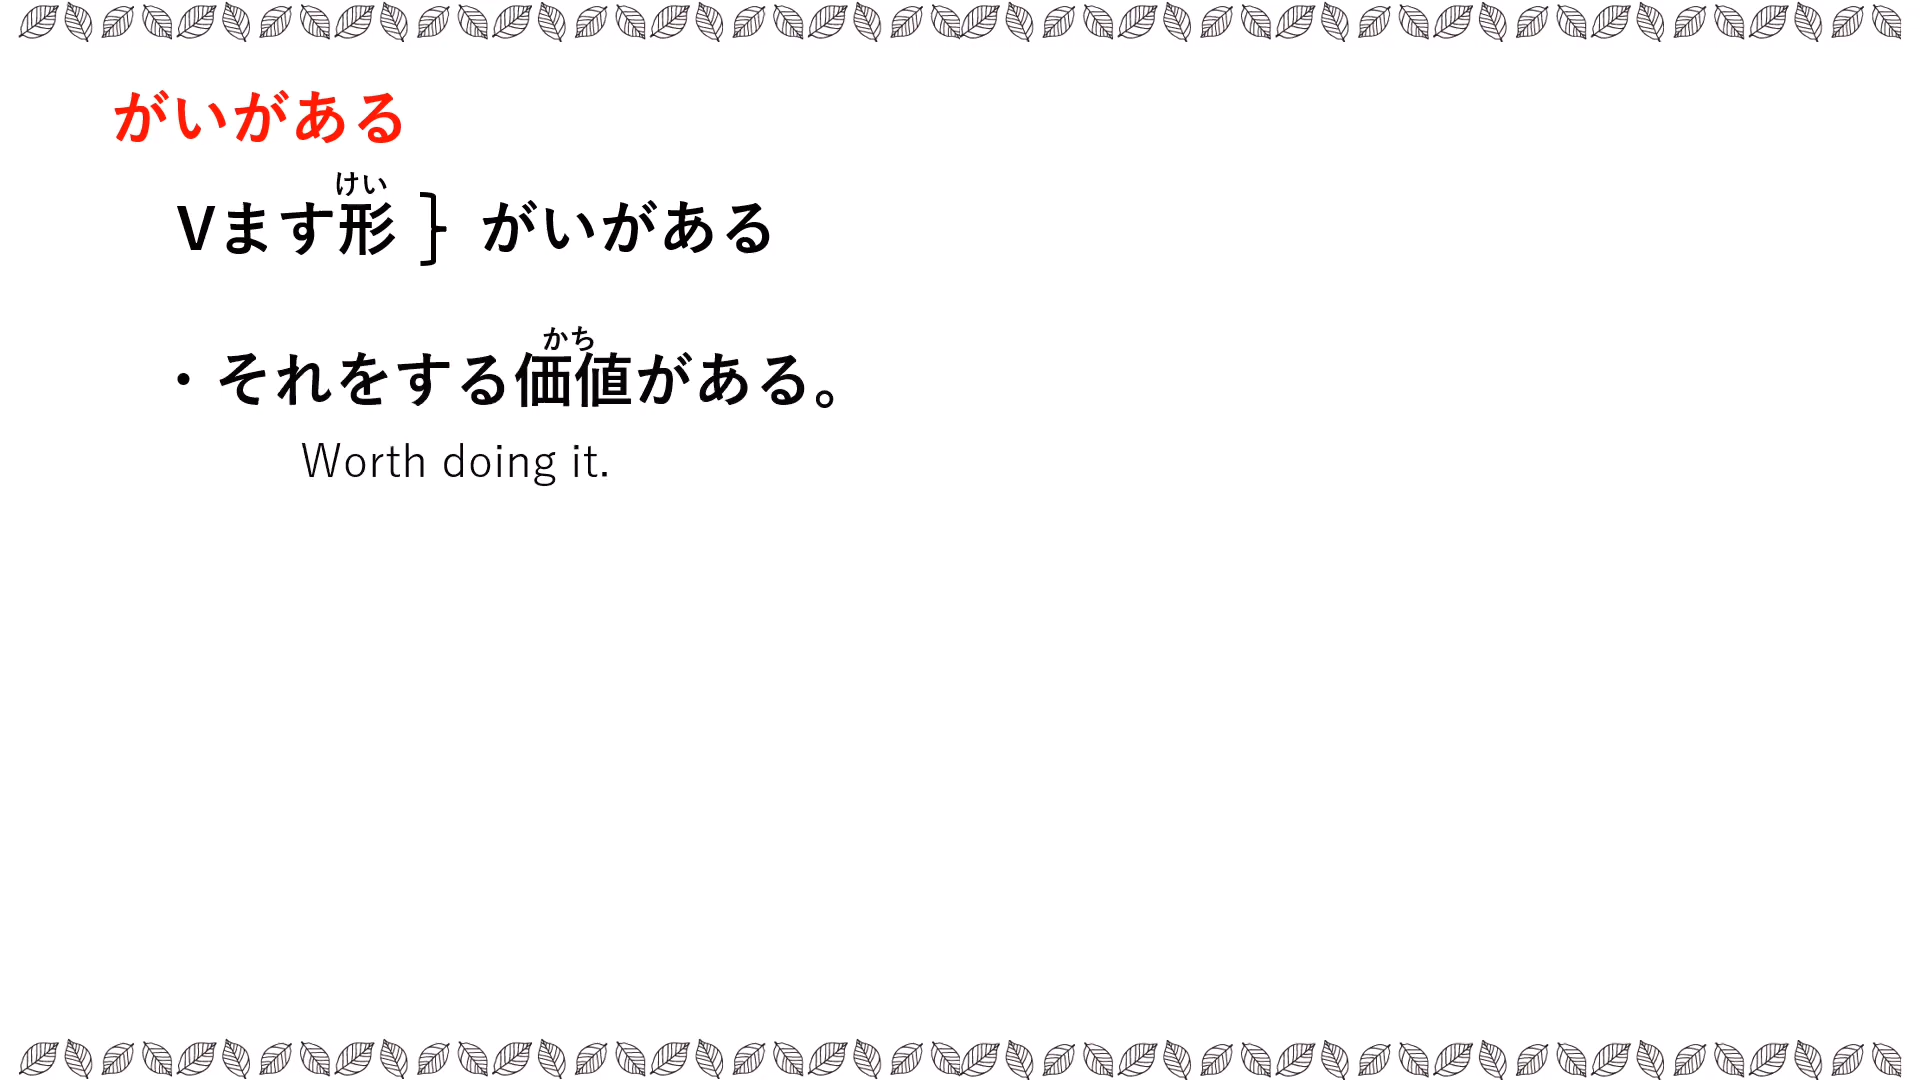 がいがある
Vます形 } がいがある
けい
・それをする価値がある。
かち
Worth doing it.